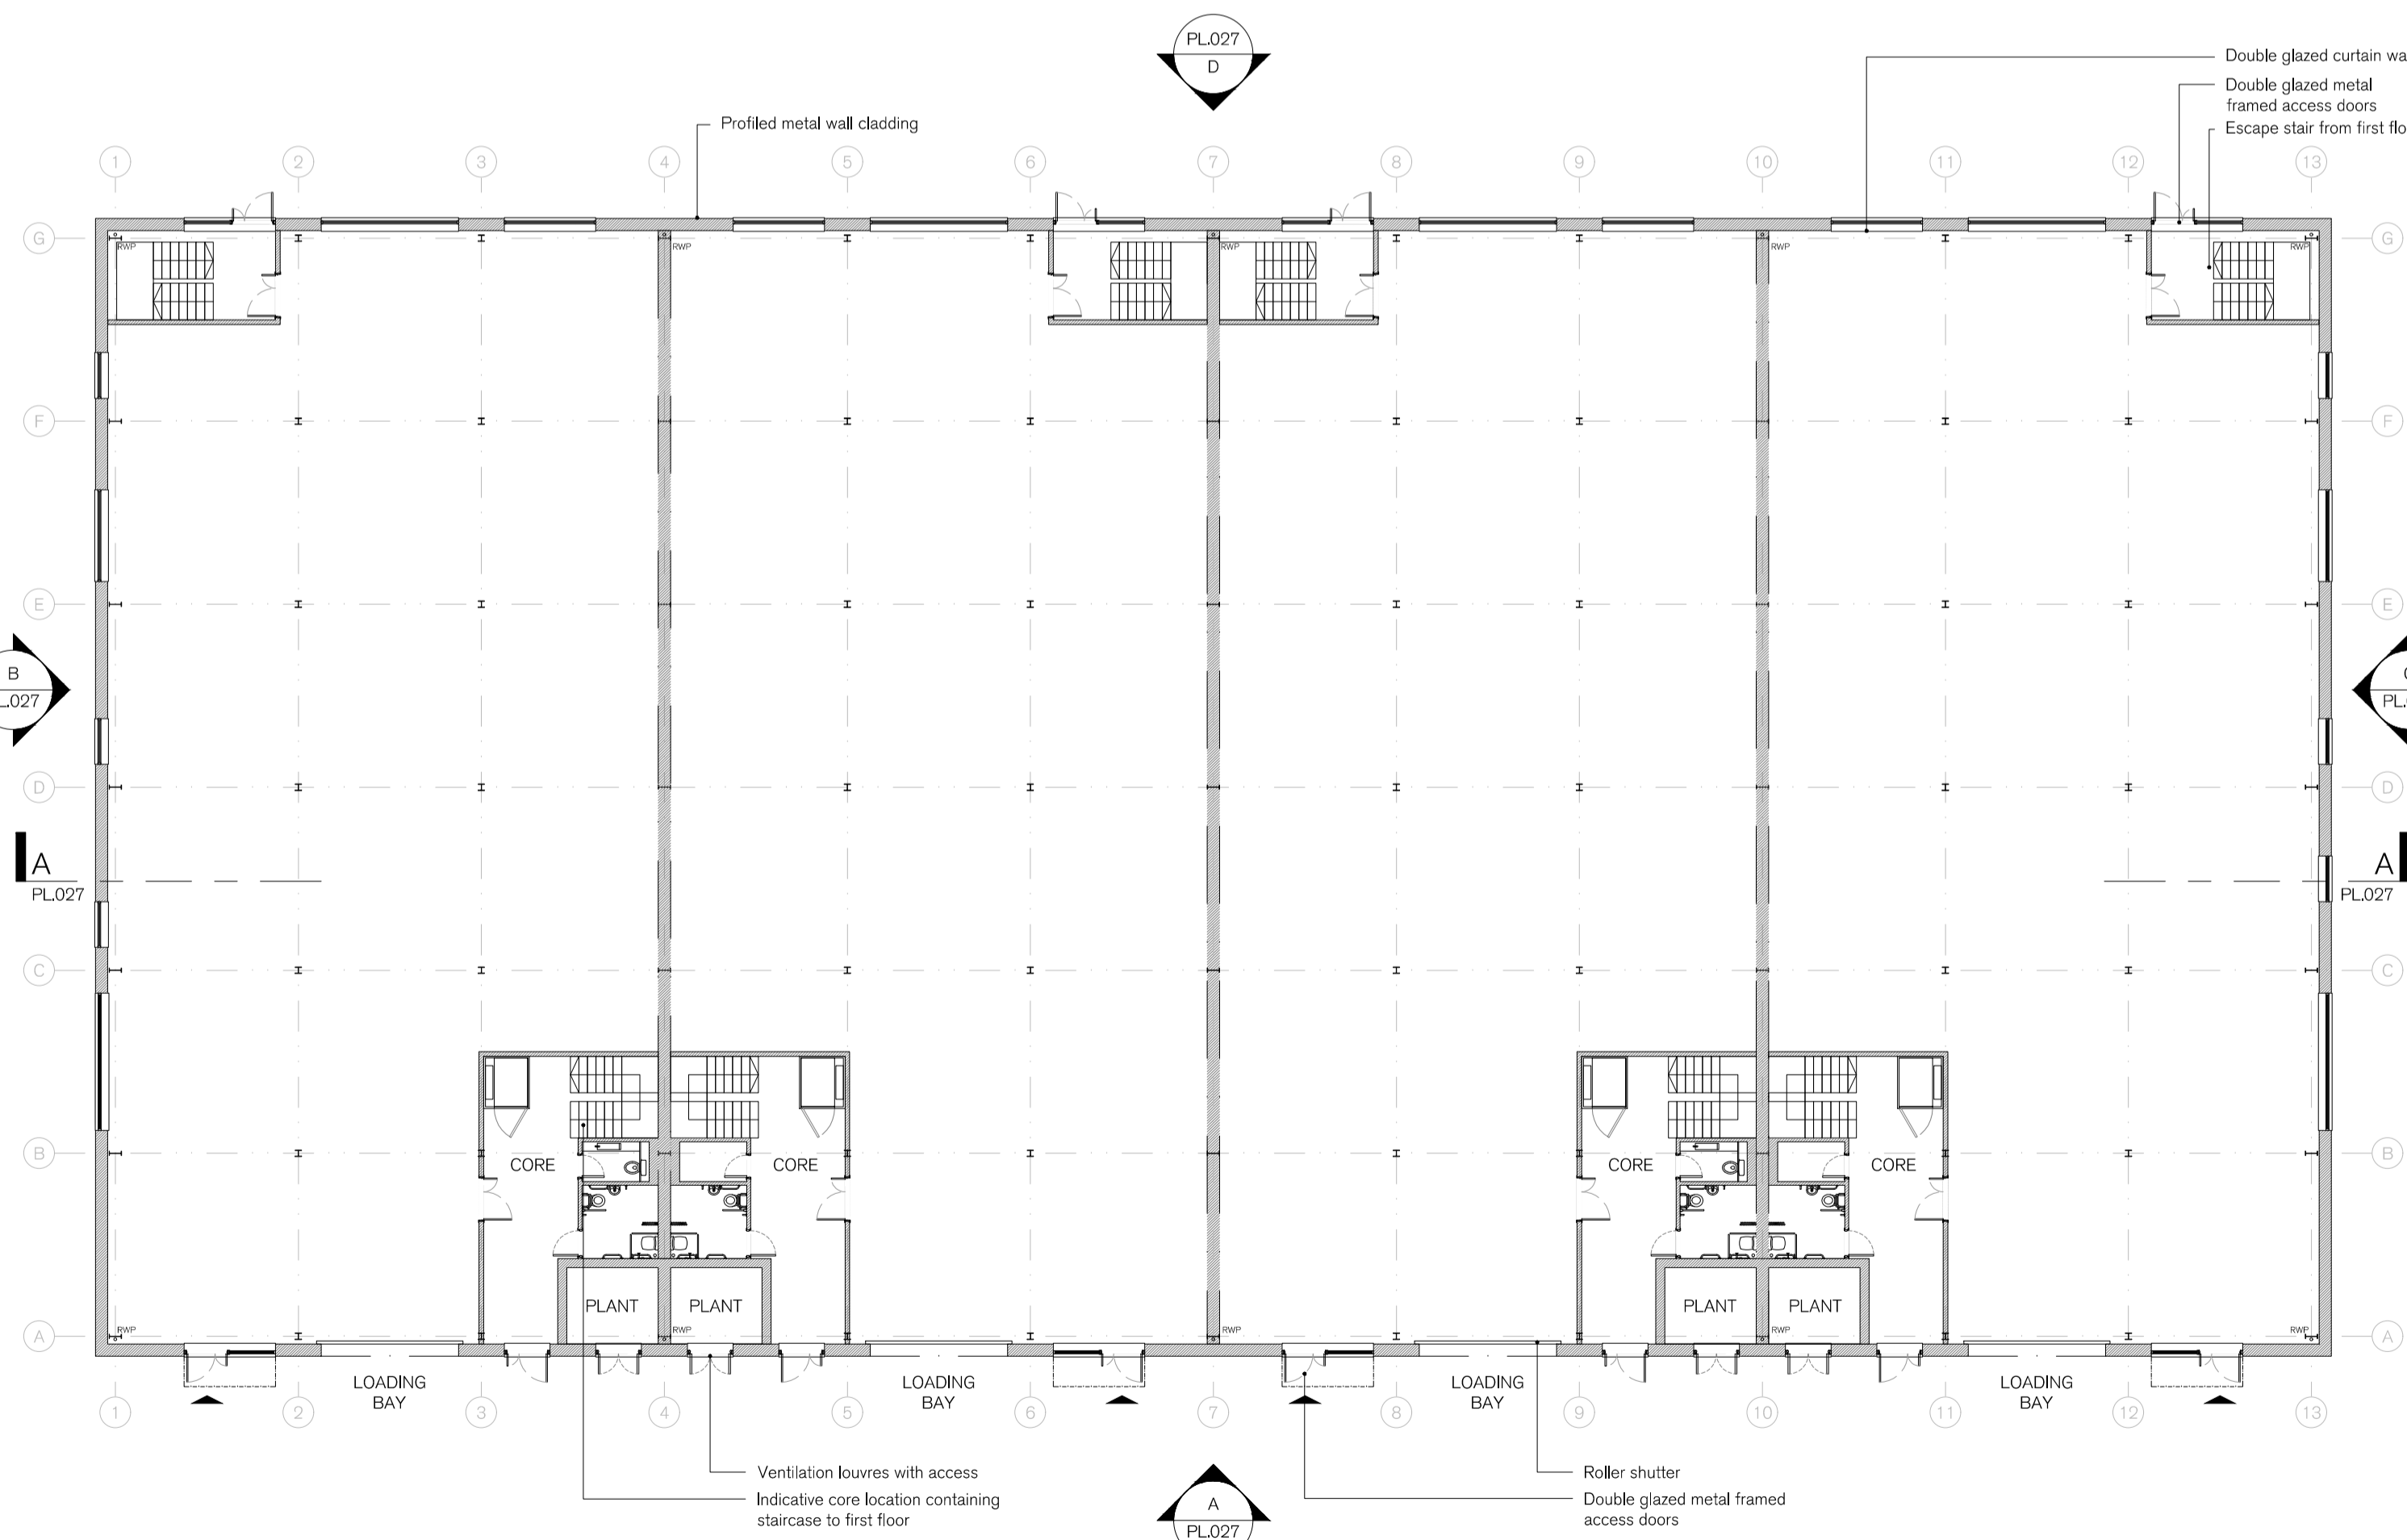 PL.027
D
Double glazed curtain wa
Double glazed metal
framed access doors
Escape stair from first flo
Profiled metal wall cladding
1 2 3 4 5 6 7 8 9 10 11 12 13
G G
RWP RWP RWP RWP RWP
F F
E E
B
L.027
PL.
D D
A A
PL.027 PL.027
C C
B CORE CORE CORE CORE B
PLANT PLANT PLANT PLANT
A A
RWP RWP RWP RWP RWP
LOADING LOADING LOADING LOADING
BAY BAY BAY BAY
1 2 3 4 5 6 7 8 9 10 11 12 13
Ventilation louvres with access
Indicative core location containing
staircase to first floor
A
PL.027
Roller shutter
Double glazed metal framed
access doors